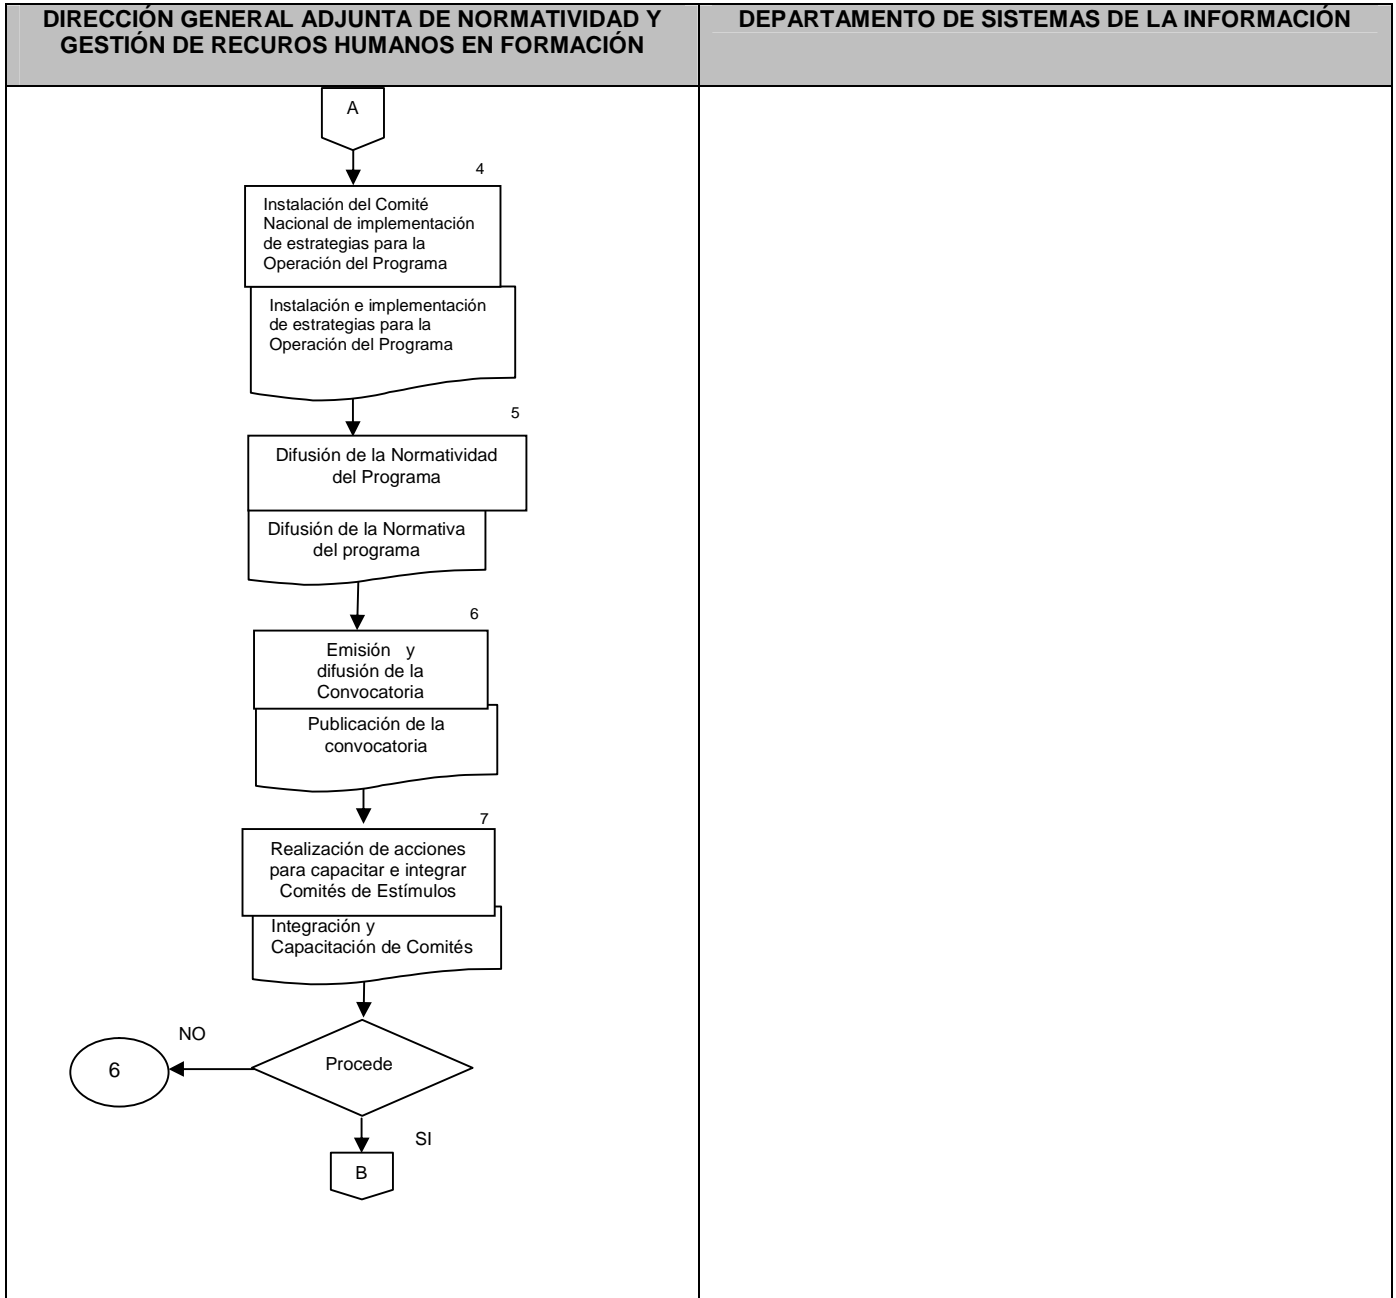 DIRECCIÓN GENERAL ADJUNTA DE NORMATIVIDAD Y
GESTIÓN DE RECUROS HUMANOS EN FORMACIÓN
DEPARTAMENTO DE SISTEMAS DE LA INFORMACIÓN
A
4
Instalación del Comité
Nacional de implementación
de estrategias para la
Operación del Programa
Instalación e implementación
de estrategias para la
Operación del Programa
5
Difusión de la Normatividad
del Programa
Difusión de la Normativa
del programa
6
Emisión y
difusión de la
Convocatoria
Publicación de la
convocatoria
7
Realización de acciones
para capacitar e integrar
Comités de Estímulos
Integración y
Capacitación de Comités
NO
6
Procede
SI
B